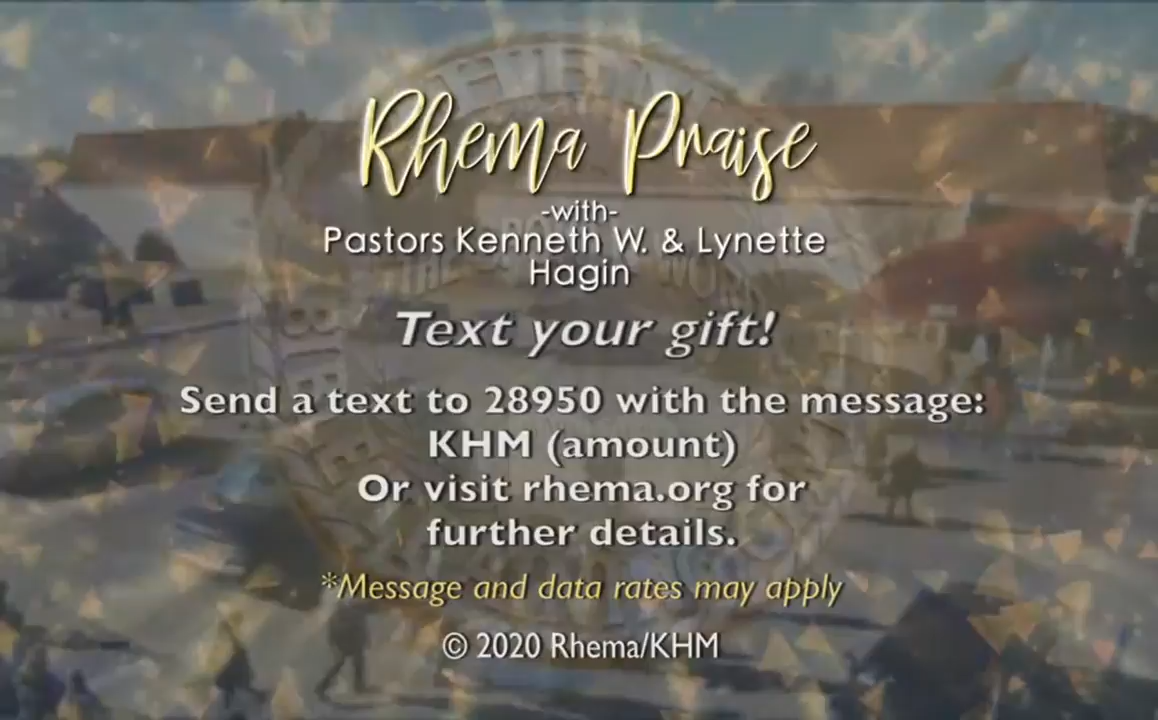 Rhema Praise
-with-
Pastors Kenneth W. & Lynette
Hagin
Text your gift!
Send a text to 28950 with the message:
KHM (amount)
Or visit rhema.org for
further details.
*Message and data rates may apply
© 2020 Rhema/KHM